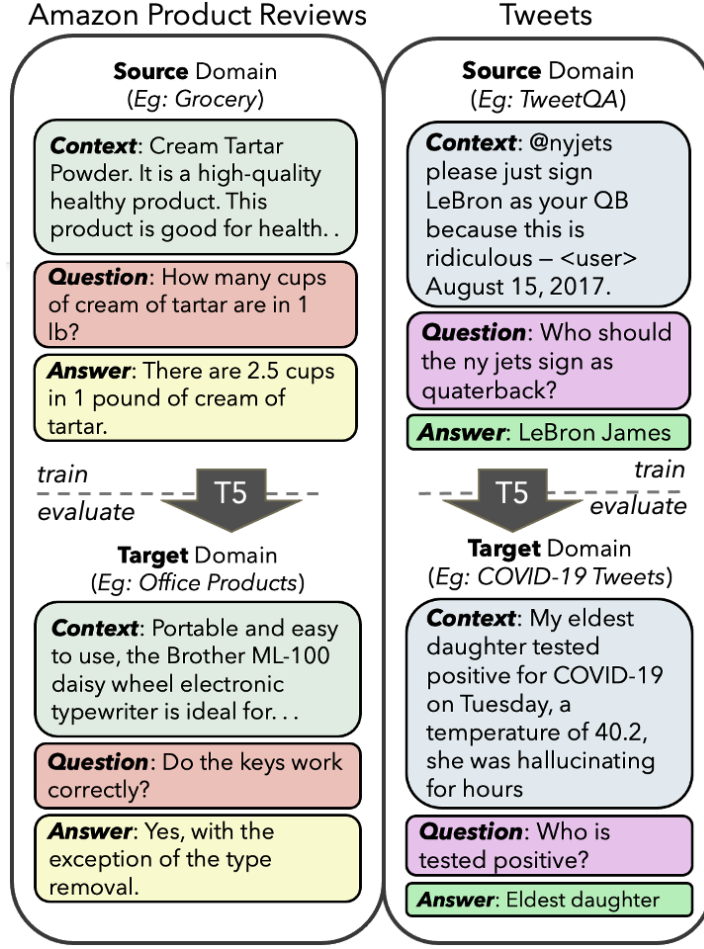 Amazon Product Reviews
Source Domain
(Eg: Grocery)
Context: Cream Tartar
Powder. It is a high-quality
healthy product. This
product is good for health. .
Question: How many cups
of cream of tartar are in 1
lb?
Answer: There are 2.5 cups
in 1 pound of cream of
tartar.
train
evaluate
T5
Target Domain
(Eg: Office Products)
Context: Portable and easy
to use, the Brother ML-100
daisy wheel electronic
typewriter is ideal for. . .
Question: Do the keys work
correctly?
Answer: Yes, with the
exception of the type
removal.
Tweets
Source Domain
(Eg: TweetQA)
Context: @nyjets
please just sign
LeBron as your QB
because this is
ridiculous – <user>
August 15, 2017.
Question: Who should
the ny jets sign as
quaterback?
Answer: LeBron James
train
T5
evaluate
Target Domain
(Eg: COVID-19 Tweets)
Context: My eldest
daughter tested
positive for COVID-19
on Tuesday, a
temperature of 40.2,
she was hallucinating
for hours
Question: Who is
tested positive?
Answer: Eldest daughter